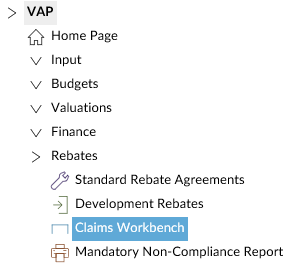 VAP
Home Page
Input
Budgets
Valuations
Finance
Rebates
Standard Rebate Agreements
Development Rebates
Claims Workbench
Mandatory Non-Compliance Report